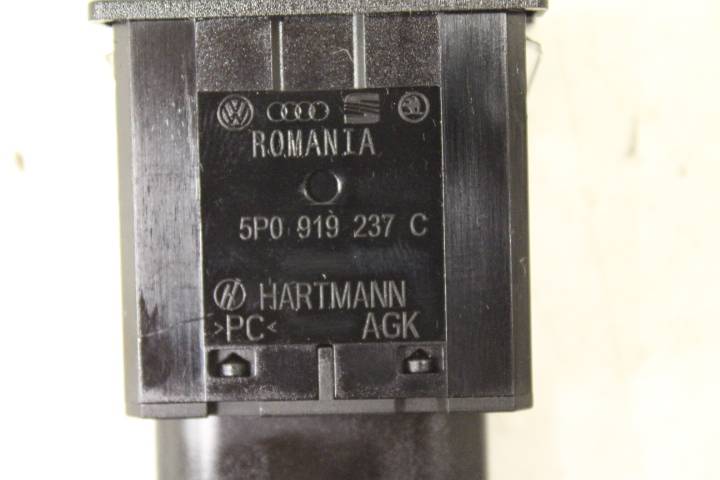 ROMANIA
5P0 919 237 C
HARTMANN
>PC< AGK